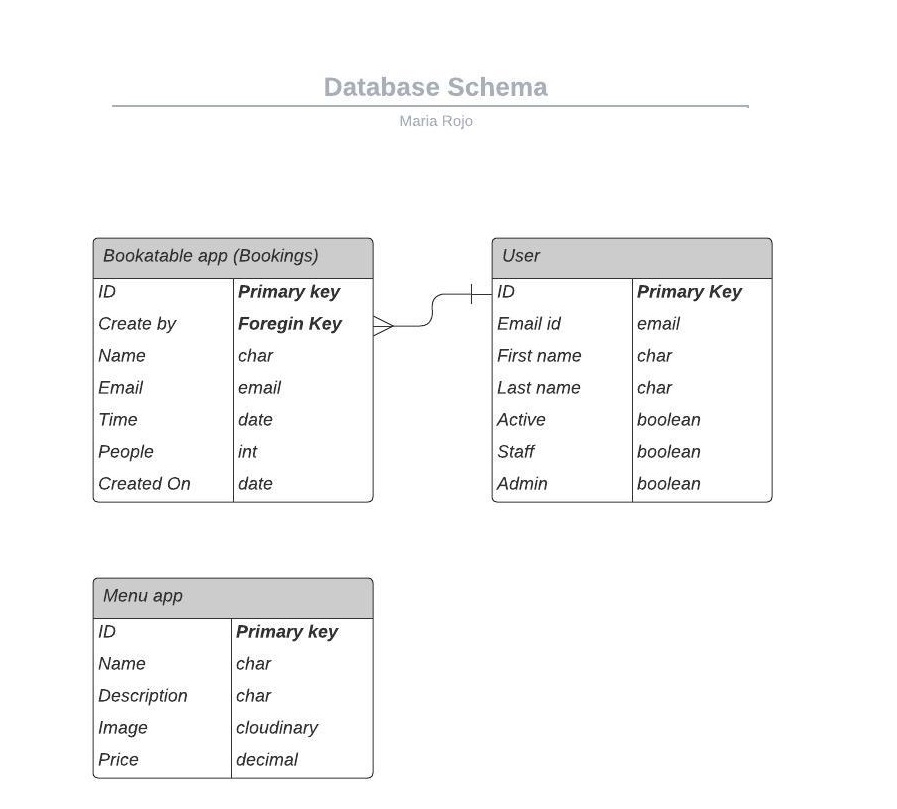 Database Schema
Maria Rojo
Bookatable app (Bookings)
ID Primary key
Create by Foregin Key
Name char
Email email
Time date
People int
Created On date
User
ID Primary Key
Email id email
First name char
Last name char
Active boolean
Staff boolean
Admin boolean
Menu app
ID Primary key
Name char
Description char
Image cloudinary
Price decimal